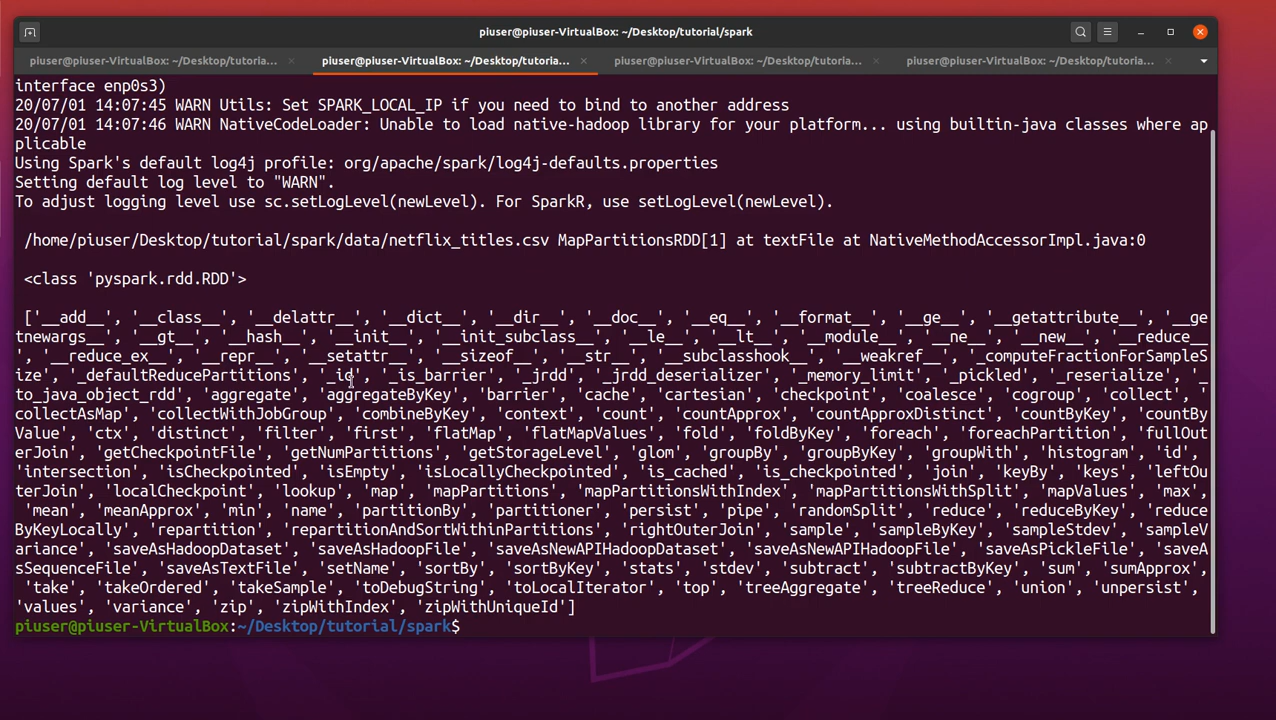 piuser@piuser-VirtualBox: ~/Desktop/tutorial/spark
piuser@piuser-VirtualBox: ~/Desktop/tutoria...
piuser@piuser-VirtualBox: ~/Desktop/tutoria...
piuser@piuser-VirtualBox: ~/Desktop/tutoria...
piuser@piuser-VirtualBox: ~/Desktop/tutoria...
interface enp0s3)
20/07/01 14:07:45 WARN Utils: Set SPARK_LOCAL_IP if you need to bind to another address
20/07/01 14:07:46 WARN NativeCodeLoader: Unable to load native-hadoop library for your platform... using builtin-java classes where ap
plicable
Using Spark's default log4j profile: org/apache/spark/log4j-defaults.properties
Setting default log level to "WARN".
To adjust logging level use sc.setLogLevel(newLevel). For SparkR, use setLogLevel(newLevel).
/home/piuser/Desktop/tutorial/spark/data/netflix_titles.csv MapPartitionsRDD[1] at textFile at NativeMethodAccessorImpl.java:0
<class 'pyspark.rdd.RDD'>
['__add__', '__class__', '__delattr__', '__dict__', '__dir__', '__doc__', '__eq__', '__format__', '__ge__', '__getattribute__', '__ge
tnewargs__', '__gt__', '__hash__', '__init__', '__init_subclass__', '__le__', '__lt__', '__module__', '__ne__', '__new__', '__reduce__
', '__reduce_ex__', '__repr__', '__setattr__', '__sizeof__', '__str__', '__subclasshook__', '__weakref__', '_computeFractionForSampleS
ize', '_defaultReducePartitions', '_id', '_is_barrier', '_jrdd', '_jrdd_deserializer', '_memory_limit', '_pickled', '_reserialize', '_
to_java_object_rdd', 'aggregate', 'aggregateByKey', 'barrier', 'cache', 'cartesian', 'checkpoint', 'coalesce', 'cogroup', 'collect', '
collectAsMap', 'collectWithJobGroup', 'combineByKey', 'context', 'count', 'countApprox', 'countApproxDistinct', 'countByKey', 'countBy
Value', 'ctx', 'distinct', 'filter', 'first', 'flatMap', 'flatMapValues', 'fold', 'foldByKey', 'foreach', 'foreachPartition', 'fullOut
erJoin', 'getCheckpointFile', 'getNumPartitions', 'getStorageLevel', 'glom', 'groupBy', 'groupByKey', 'groupWith', 'histogram', 'id',
'intersection', 'isCheckpointed', 'isEmpty', 'isLocallyCheckpointed', 'is_cached', 'is_checkpointed', 'join', 'keyBy', 'keys', 'leftOu
terJoin', 'localCheckpoint', 'lookup', 'map', 'mapPartitions', 'mapPartitionsWithIndex', 'mapPartitionsWithSplit', 'mapValues', 'max',
'mean', 'meanApprox', 'min', 'name', 'partitionBy', 'partitioner', 'persist', 'pipe', 'randomSplit', 'reduce', 'reduceByKey', 'reduce
ByKeyLocally', 'repartition', 'repartitionAndSortWithinPartitions', 'rightOuterJoin', 'sample', 'sampleByKey', 'sampleStdev', 'sampleV
ariance', 'saveAsHadoopDataset', 'saveAsHadoopFile', 'saveAsNewAPIHadoopDataset', 'saveAsNewAPIHadoopFile', 'saveAsPickleFile', 'saveA
sSequenceFile', 'saveAsTextFile', 'setName', 'sortBy', 'sortByKey', 'stats', 'stdev', 'subtract', 'subtractByKey', 'sum', 'sumApprox',
'take', 'takeOrdered', 'takeSample', 'toDebugString', 'toLocalIterator', 'top', 'treeAggregate', 'treeReduce', 'union', 'unpersist',
'values', 'variance', 'zip', 'zipWithIndex', 'zipWithUniqueId']
piuser@piuser-VirtualBox:~/Desktop/tutorial/spark$